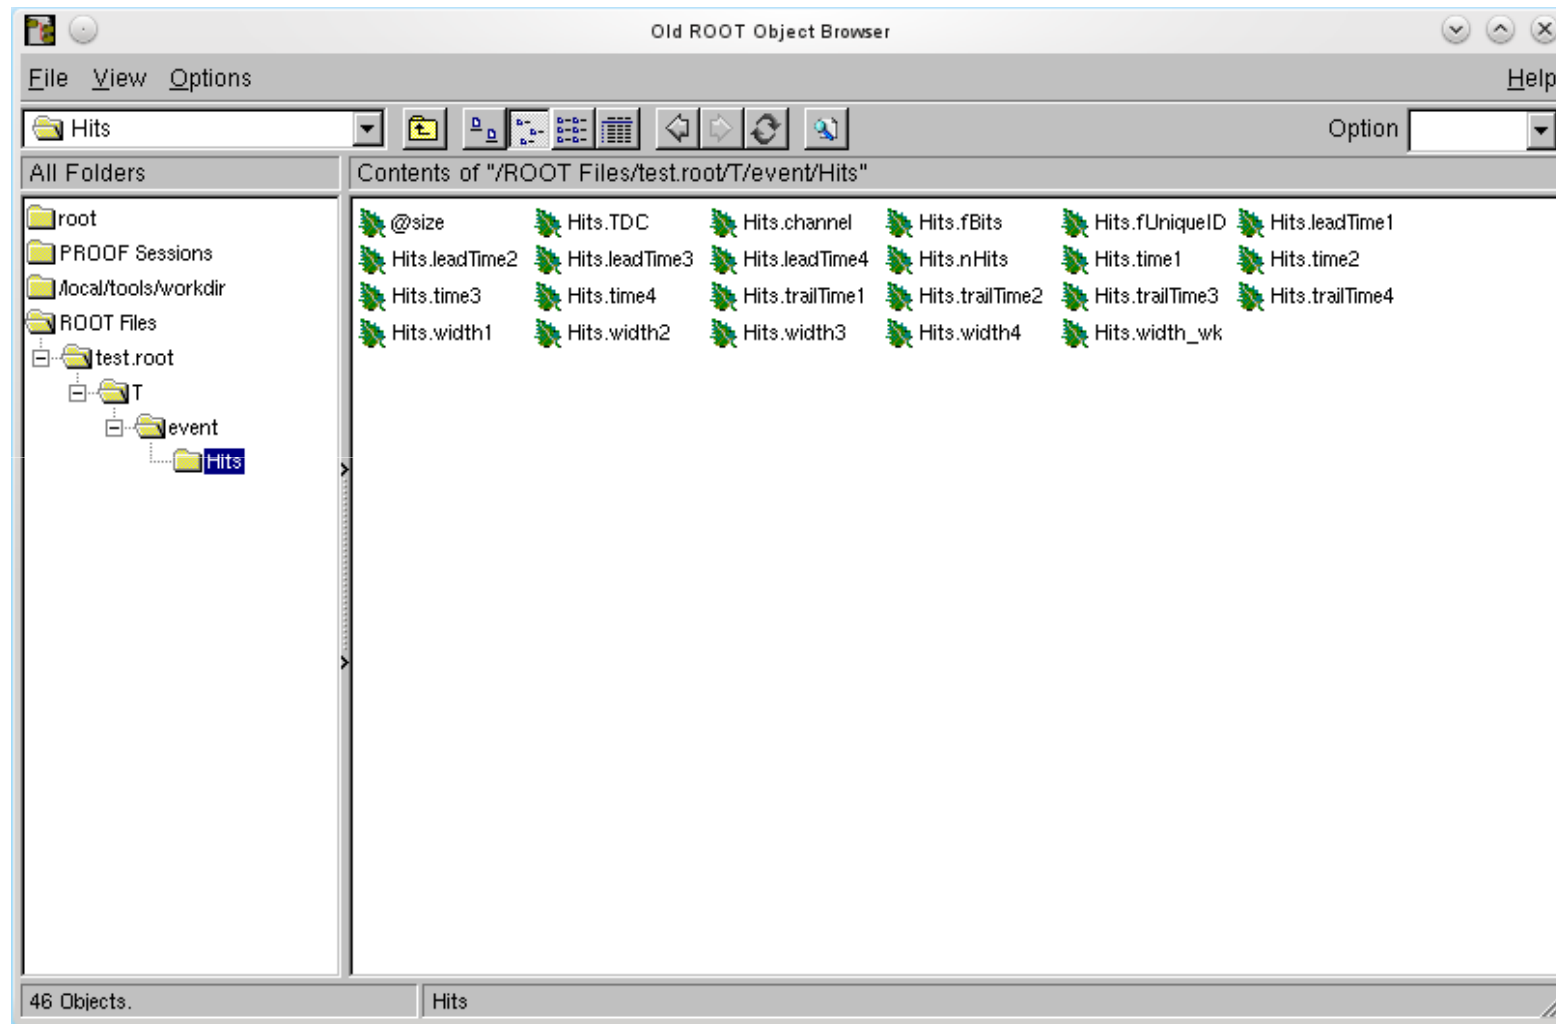 Old ROOT Object Browser
File View Options Help
Hits Option
All Folders Contents of "/ROOT Files/test.root/T/event/Hits"
root
PROOF Sessions
/local/tools/workdir
ROOT Files
test.root
T
event
Hits
@size Hits.TDC Hits.channel Hits.fBits Hits.fUniqueID Hits.leadTime1
Hits.leadTime2 Hits.leadTime3 Hits.leadTime4 Hits.nHits Hits.time1 Hits.time2
Hits.time3 Hits.time4 Hits.trailTime1 Hits.trailTime2 Hits.trailTime3 Hits.trailTime4
Hits.width1 Hits.width2 Hits.width3 Hits.width4 Hits.width_wk
46 Objects. Hits